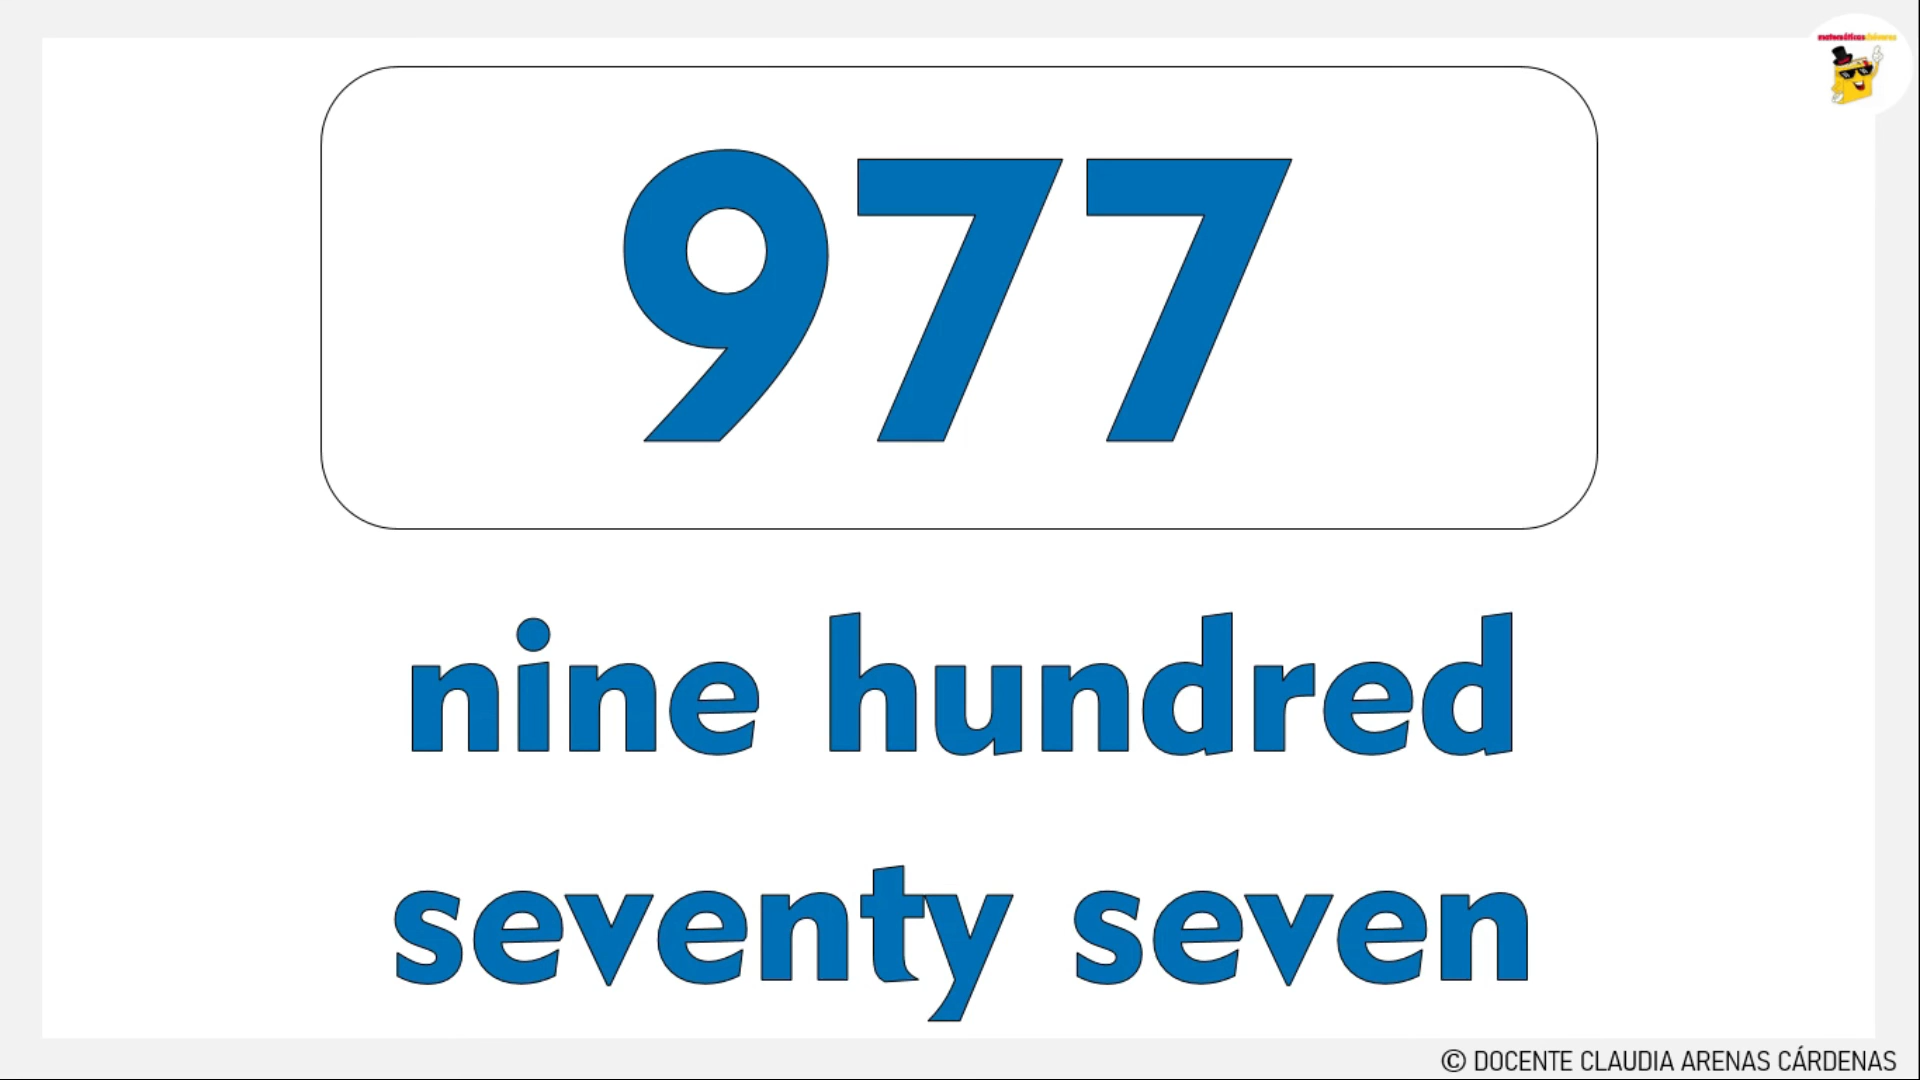 977
nine hundred
seventy seven
© DOCENTE CLAUDIA ARENAS CÁRDENAS